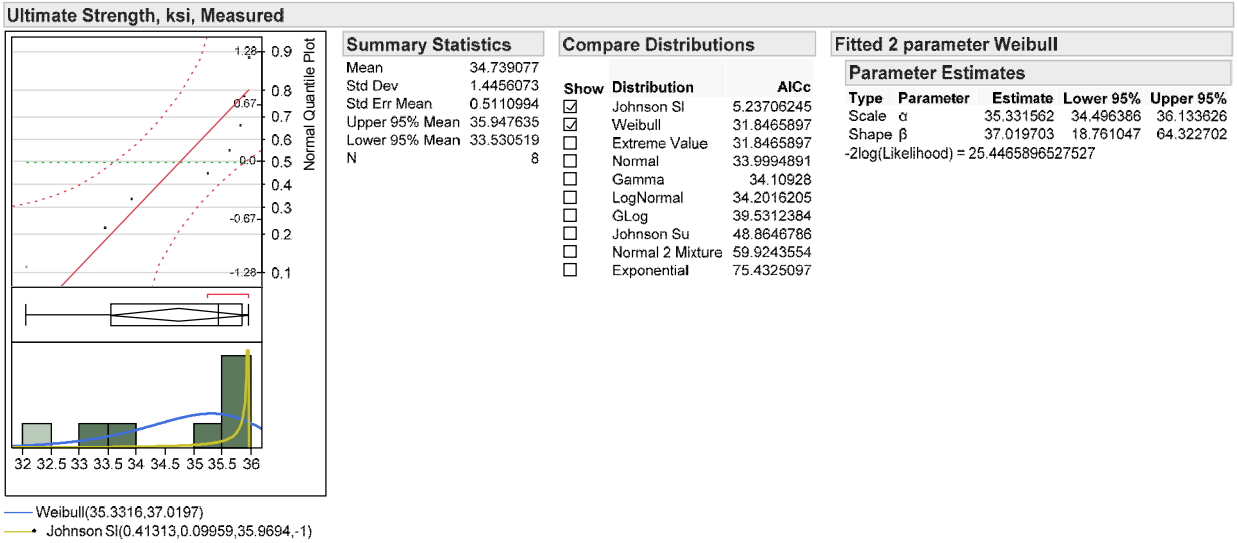 Ultimate Strength, ksi, Measured
1.28 0.9
0.8
0.67
0.7
0.6
0.0 0.5
0.4
0.3
-0.67
0.2
-1.28 0.1
Normal Quantile Plot
32 32.5 33 33.5 34 34.5 35 35.5 36
Weibull(35.3316,37.0197)
Johnson Sl(0.41313,0.09959,35.9694,-1)
Summary Statistics
Mean 34.739077
Std Dev 1.4456073
Std Err Mean 0.5110994
Upper 95% Mean 35.947635
Lower 95% Mean 33.530519
N 8
Compare Distributions
Show Distribution AICc
Johnson Sl 5.23706245
Weibull 31.8465897
Extreme Value 31.8465897
Normal 33.9994891
Gamma 34.10928
LogNormal 34.2016205
GLog 39.5312384
Johnson Su 48.8646786
Normal 2 Mixture 59.9243554
Exponential 75.4325097
Fitted 2 parameter Weibull
Parameter Estimates
Type Parameter Estimate Lower 95% Upper 95%
Scale α 35.331562 34.496386 36.133626
Shape β 37.019703 18.761047 64.322702
-2log(Likelihood) = 25.4465896527527